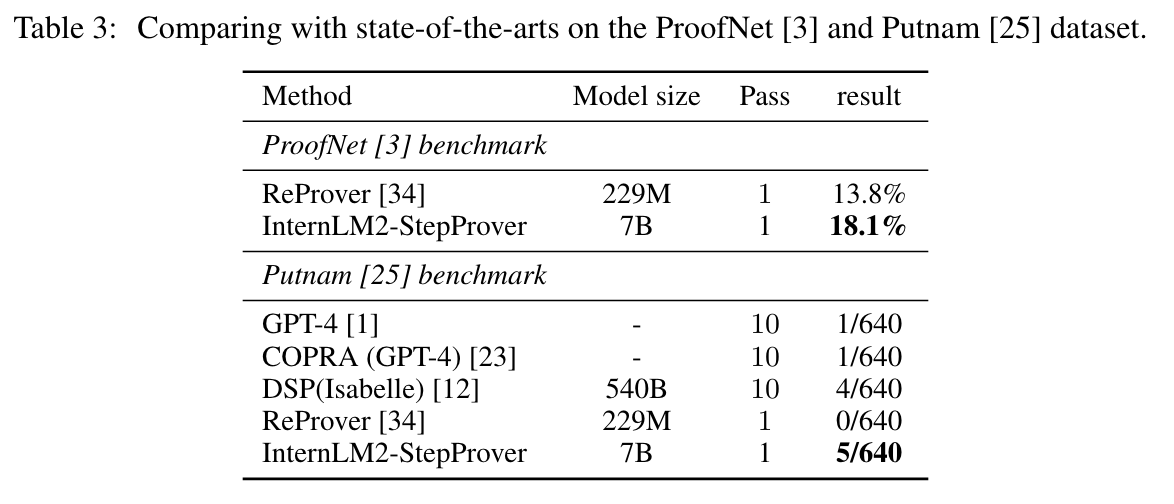 Table 3: Comparing with state-of-the-arts on the ProofNet [3] and Putnam [25] dataset.
Method Model size Pass result
ProofNet [3] benchmark
ReProver [34] 229M 1 13.8%
InternLM2-StepProver 7B 1 18.1%
Putnam [25] benchmark
GPT-4 [1] - 10 1/640
COPRA (GPT-4) [23] - 10 1/640
DSP(Isabelle) [12] 540B 10 4/640
ReProver [34] 229M 1 0/640
InternLM2-StepProver 7B 1 5/640